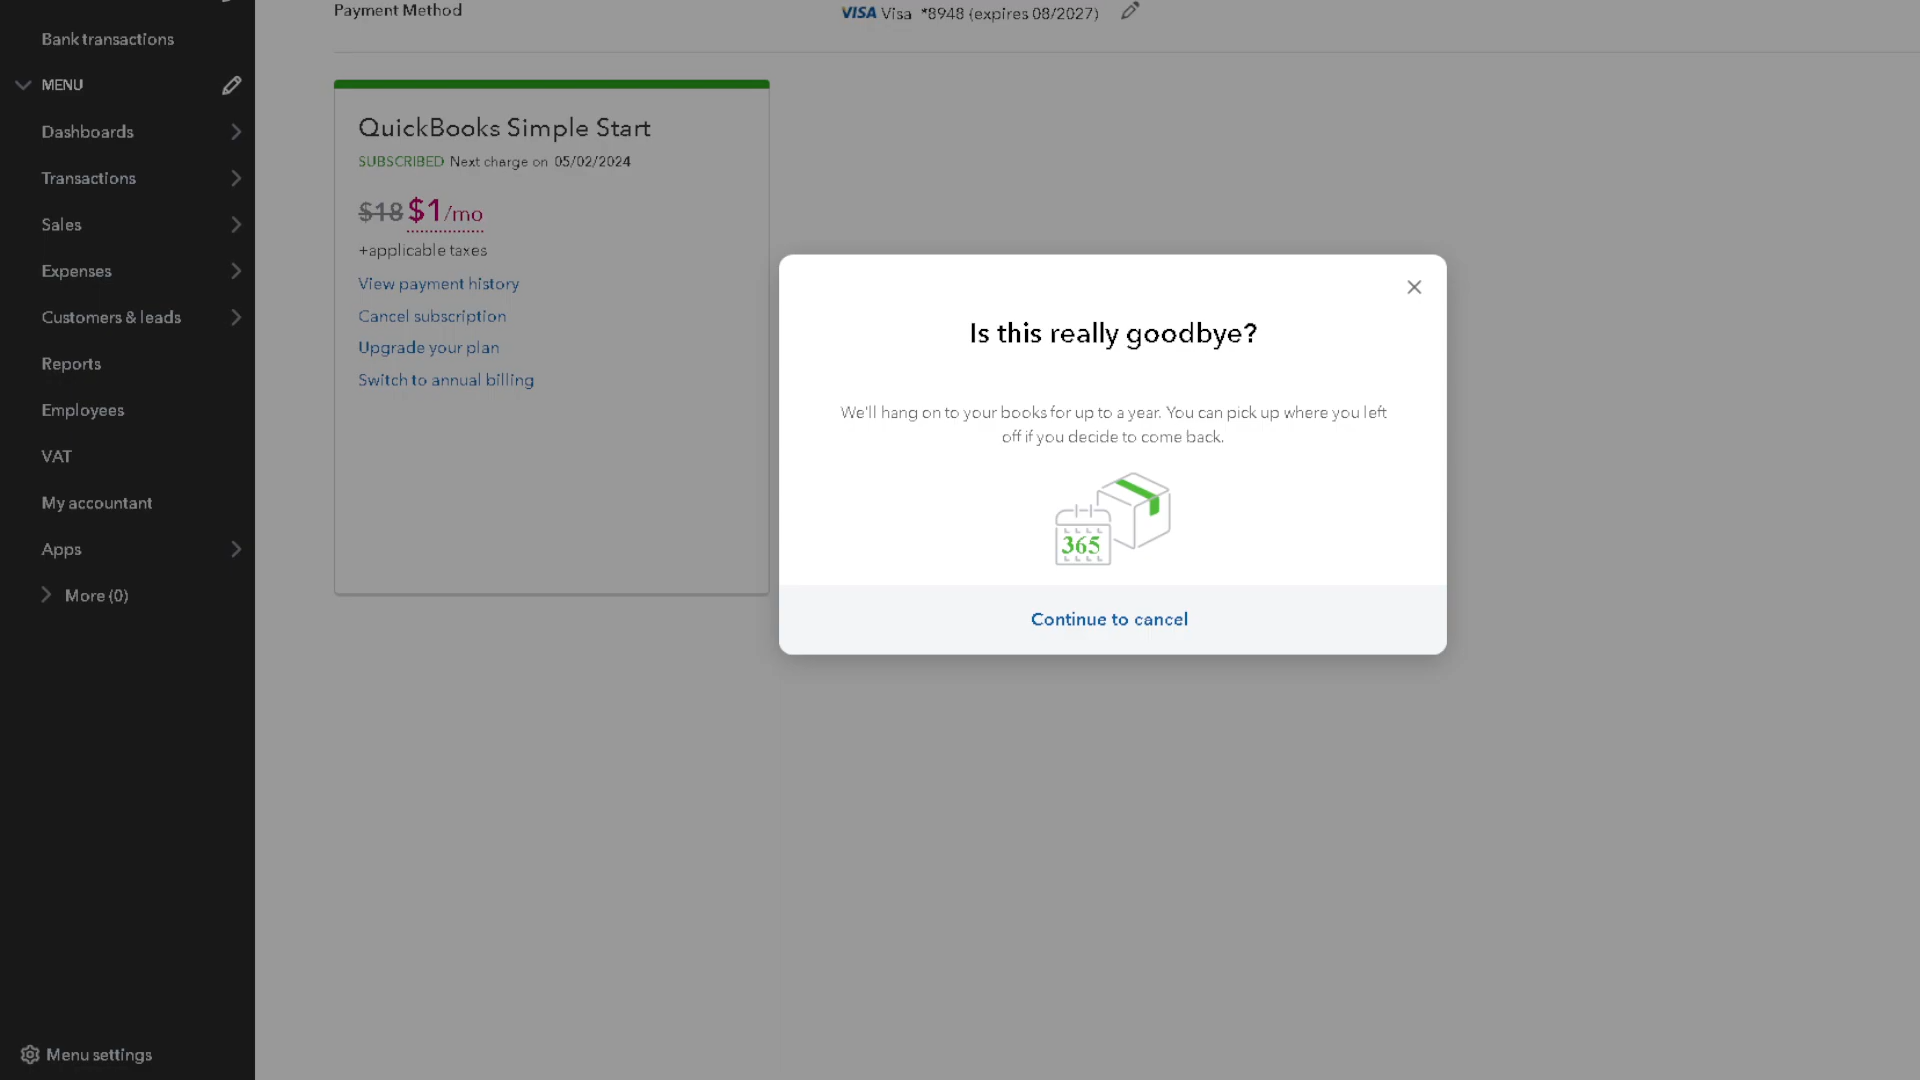 Payment Method
VISA Visa *8948 (expires 08/2027)
Bank transactions
MENU
Dashboards
Transactions
Sales
Expenses
Customers & leads
Reports
Employees
VAT
My accountant
Apps
More (0)
Menu settings
QuickBooks Simple Start
SUBSCRIBED Next charge on 05/02/2024
$18 $1/mo
+applicable taxes
View payment history
Cancel subscription
Upgrade your plan
Switch to annual billing
Is this really goodbye?
We'll hang on to your books for up to a year. You can pick up where you left
off if you decide to come back.
365
Continue to cancel